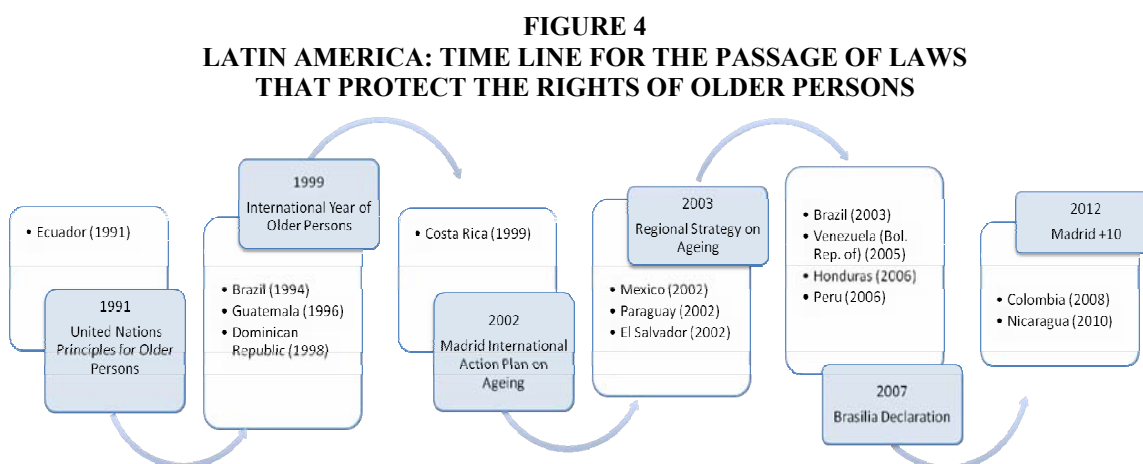 FIGURE 4
LATIN AMERICA: TIME LINE FOR THE PASSAGE OF LAWS
THAT PROTECT THE RIGHTS OF OLDER PERSONS
• Ecuador (1991)
1991
United Nations
Principles for Older
Persons
1999
International Year of
Older Persons
• Brazil (1994)
• Guatemala (1996)
• Dominican
Republic (1998)
• Costa Rica (1999)
2002
Madrid International
Action Plan on
Ageing
2003
Regional Strategy on
Ageing
• Mexico (2002)
• Paraguay (2002)
• El Salvador (2002)
• Brazil (2003)
• Venezuela (Bol.
Rep. of) (2005)
• Honduras (2006)
• Peru (2006)
2007
Brasilia Declaration
2012
Madrid +10
• Colombia (2008)
• Nicaragua (2010)